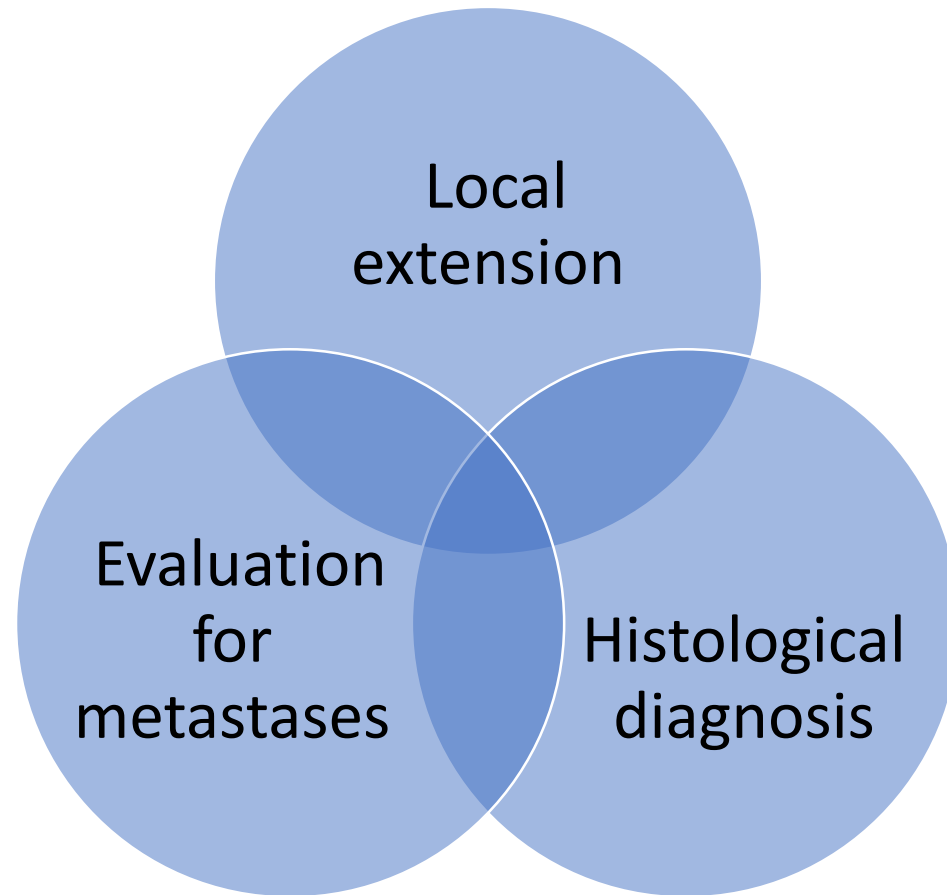 Local
extension
Evaluation
for
metastases
Histological
diagnosis